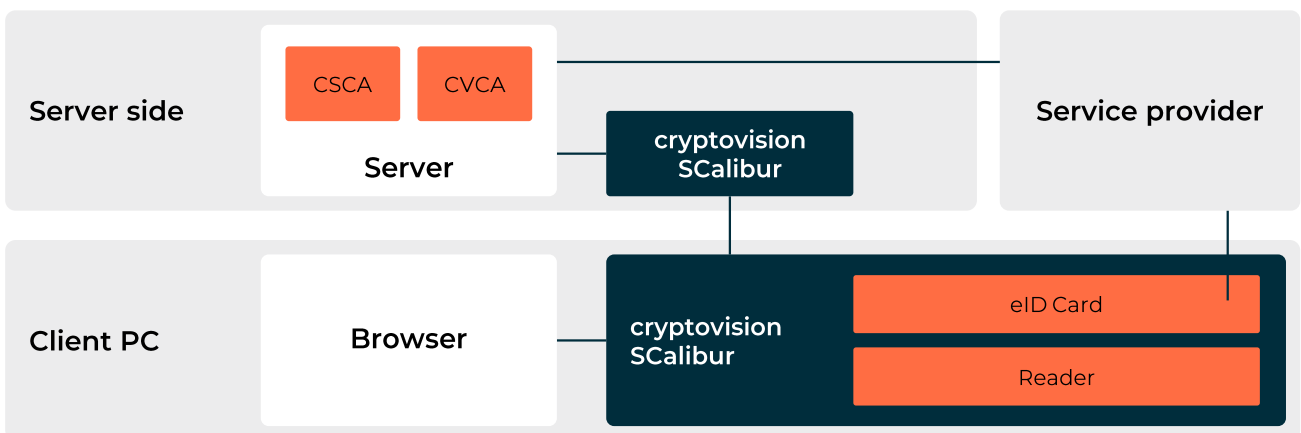 Server side
CSCA
CVCA
Server
cryptovision
SCalibur
Service provider
Client PC
Browser
cryptovision
SCalibur
eID Card
Reader